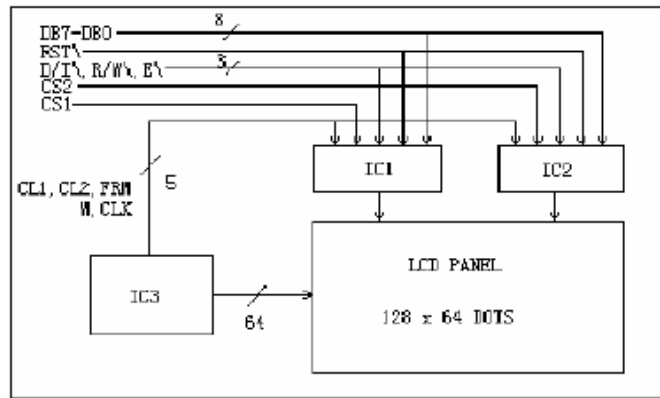 DB7-DB0
8
RST\
D/I\, R/W\, E\
3
CS2
CS1
IC1
IC2
5
CL1, CL2, FRM
M, CLK
IC3
64
LCD PANEL
128 x 64 DOTS